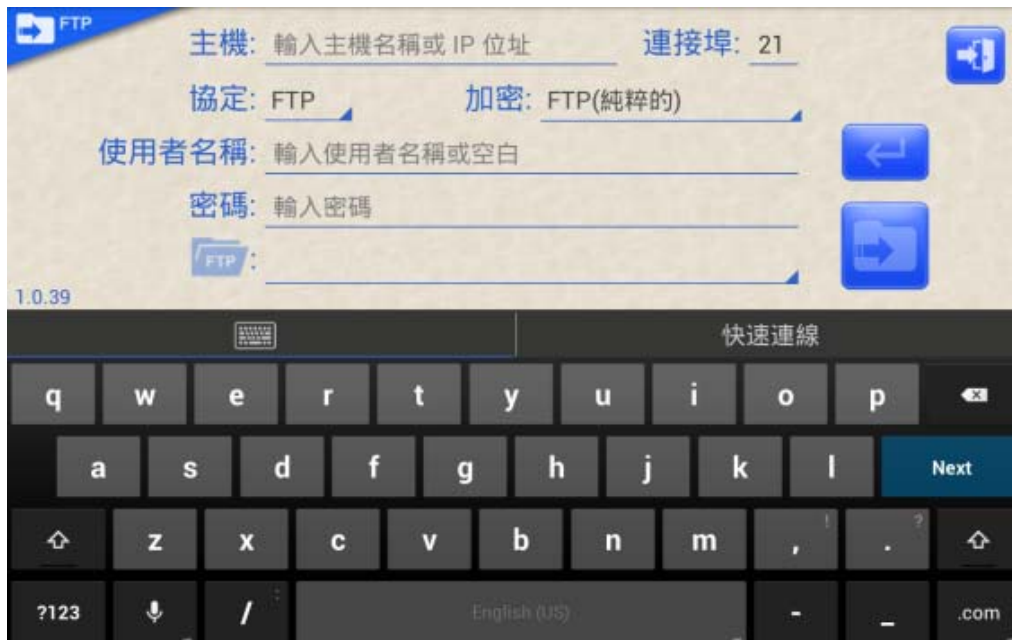 FTP
主機: 輸入主機名稱或 IP 位址 連接埠: 21
協定: FTP 加密: FTP(純粹的)
使用者名稱: 輸入使用者名稱或空白
密碼: 輸入密碼
FTP :
1.0.39
快速連線
q w e r t y u i o p
a s d f g h j k l Next
z x c v b n m , ! . ?
?123 / : English (US) - _ .com